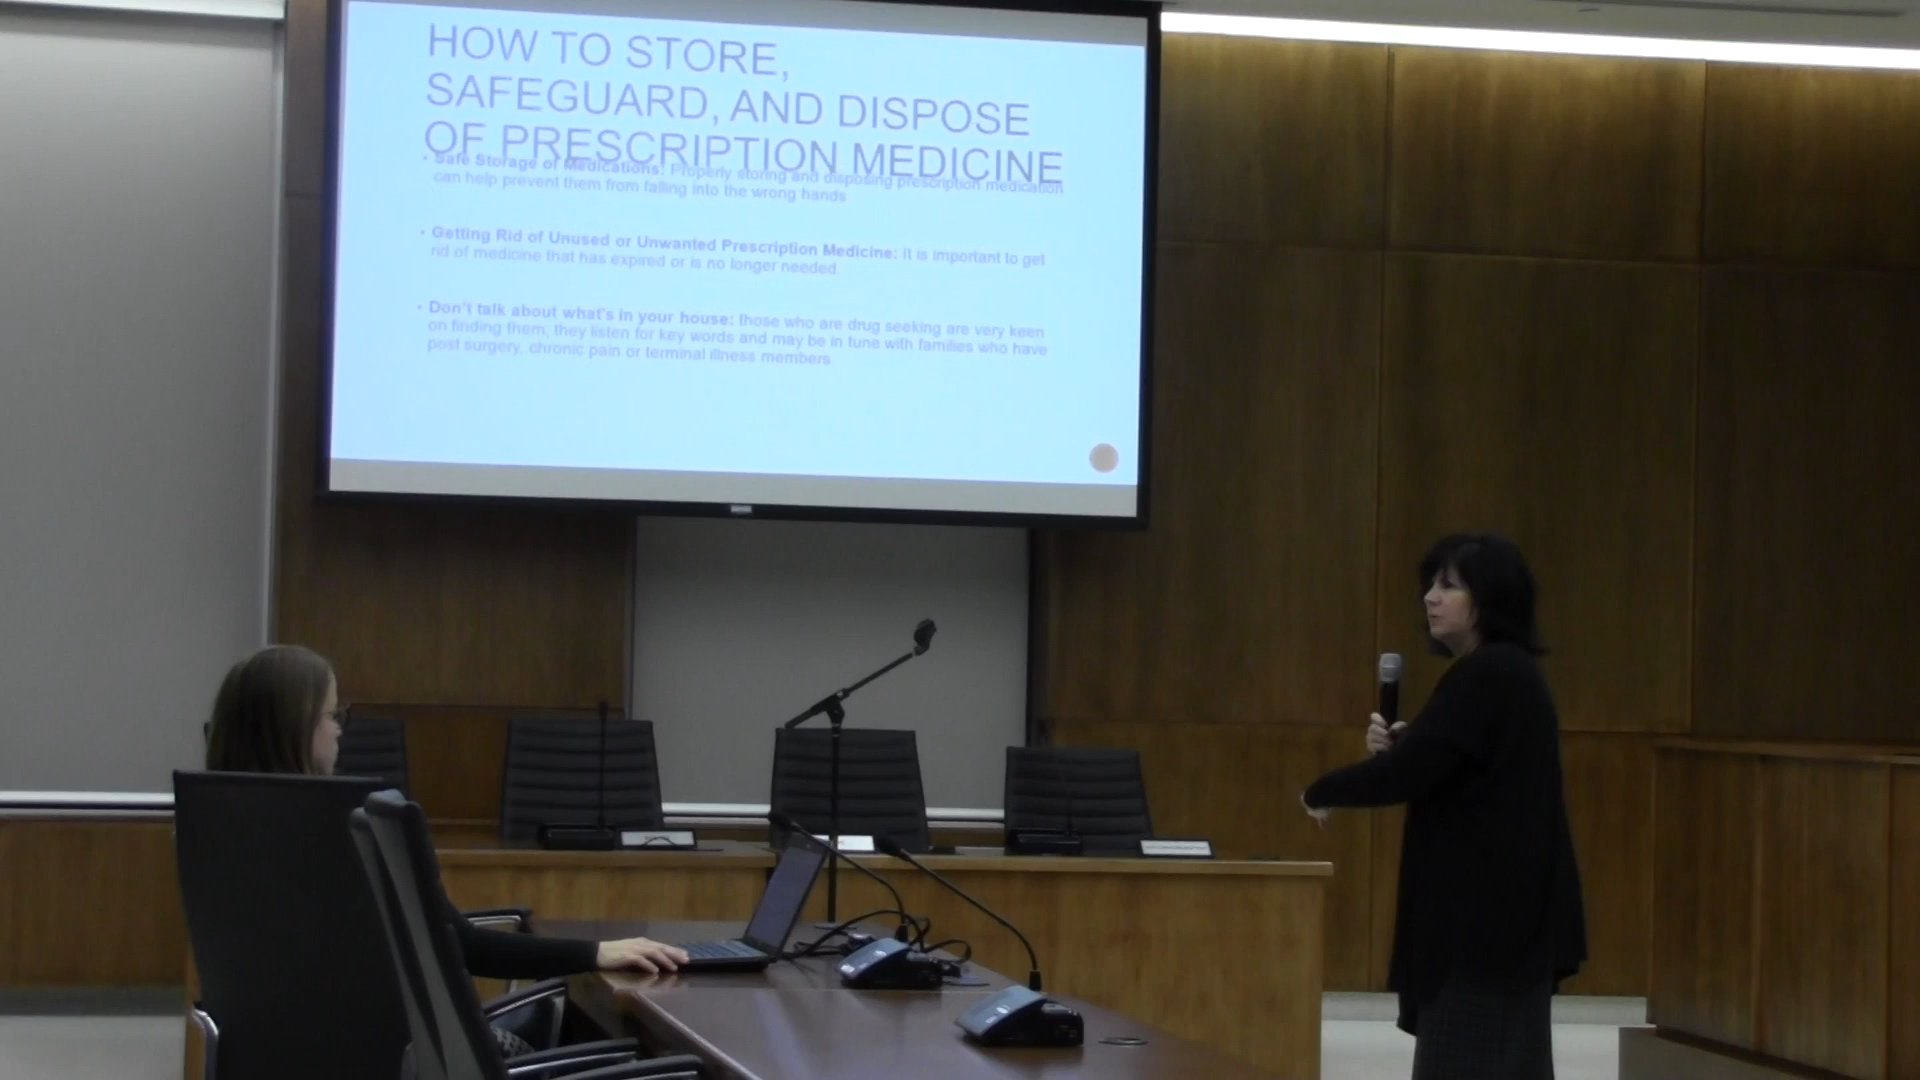 HOW TO STORE,
SAFEGUARD, AND DISPOSE
OF PRESCRIPTION MEDICINE
• Safe Storage of Medications: Properly storing and disposing prescription medication
can help prevent them from falling into the wrong hands
• Getting Rid of Unused or Unwanted Prescription Medicine: it is important to get
rid of medicine that has expired or is no longer needed
• Don't talk about what's in your house: those who are drug seeking are very keen
on finding them, they listen for key words and may be in tune with families who have
post surgery, chronic pain or terminal illness members